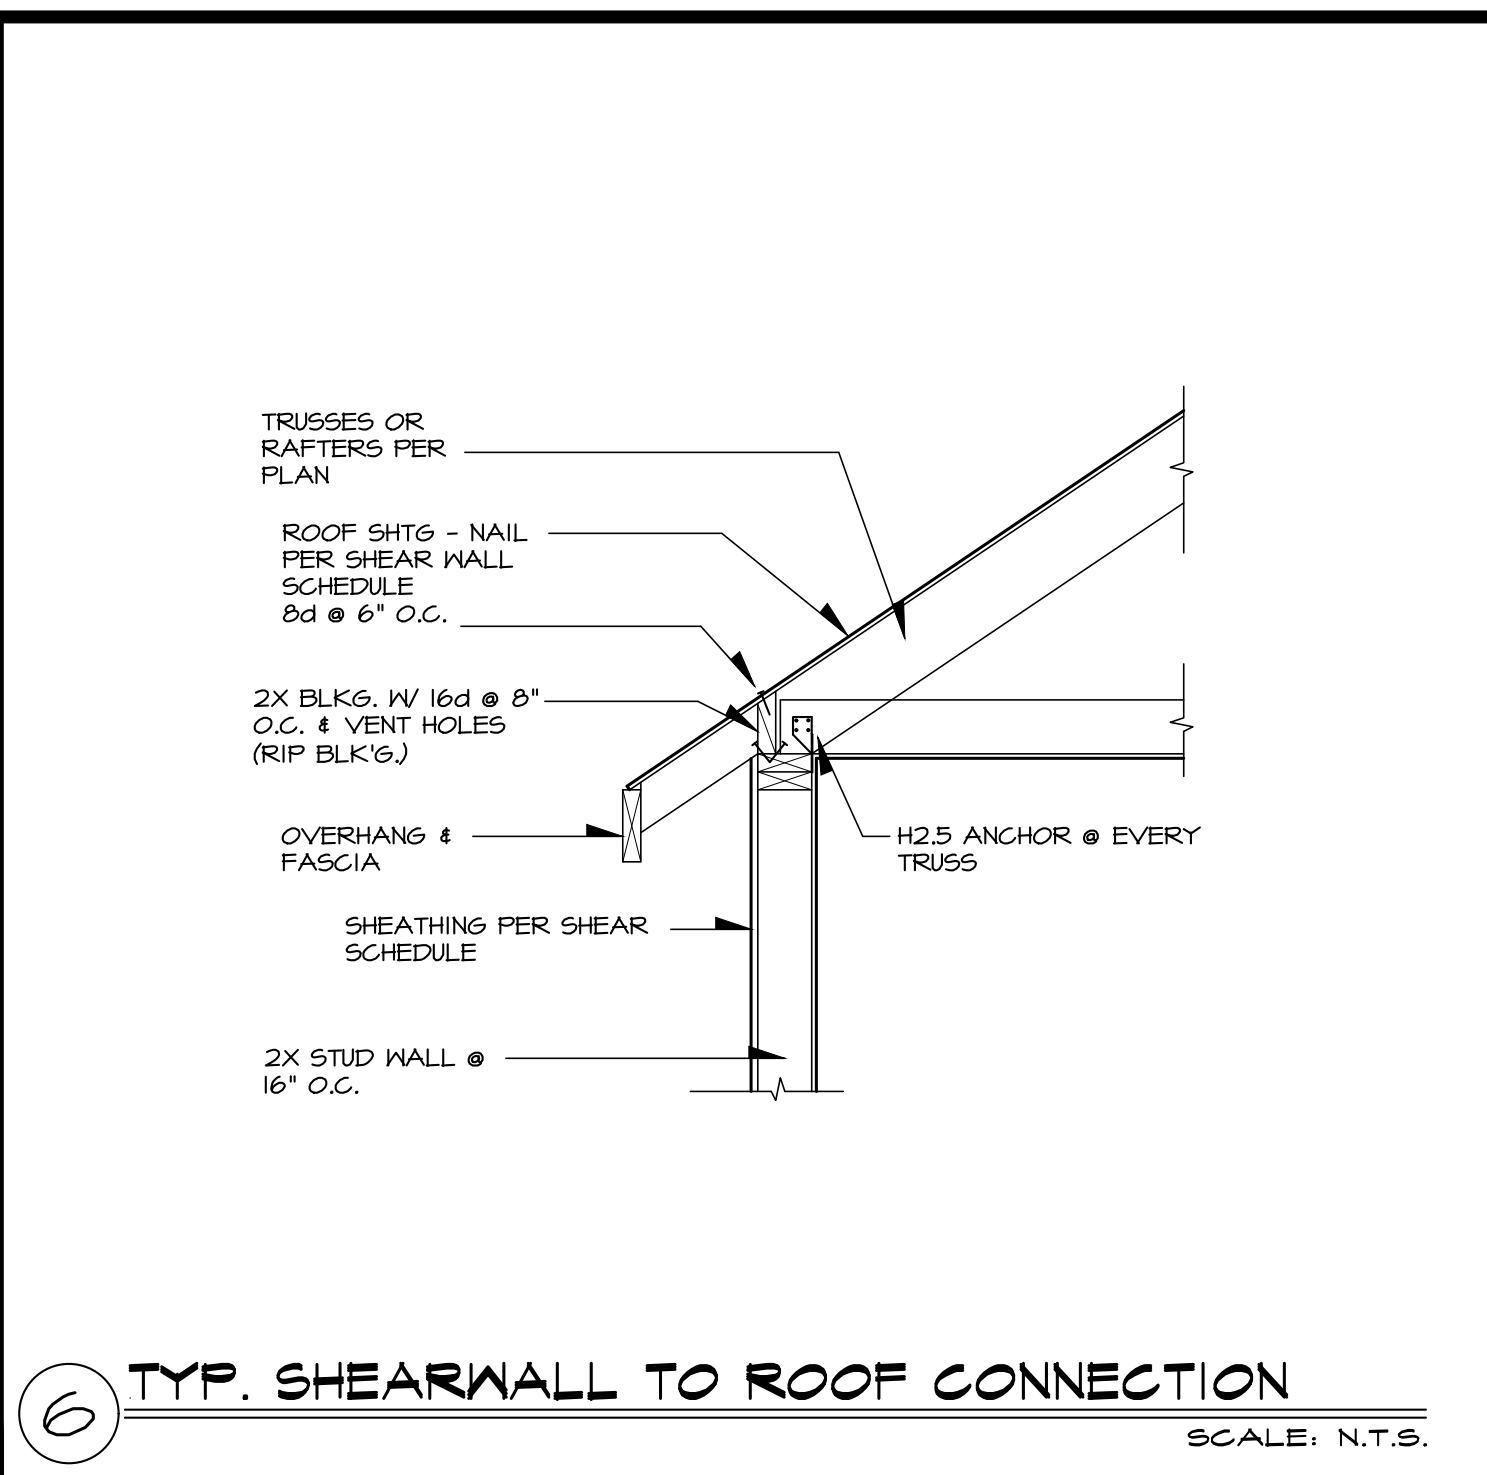 TRUSSES OR
RAFTERS PER
PLAN
ROOF SHTG - NAIL
PER SHEAR WALL
SCHEDULE
8d @ 6" O.C.
2X BLKG. W/ 16d @ 8"
O.C. & VENT HOLES
(RIP BLK'G.)
OVERHANG &
FASCIA
H2.5 ANCHOR @ EVERY
TRUSS
SHEATHING PER SHEAR
SCHEDULE
2X STUD WALL @
16" O.C.
6
TYP. SHEARWALL TO ROOF CONNECTION
SCALE: N.T.S.